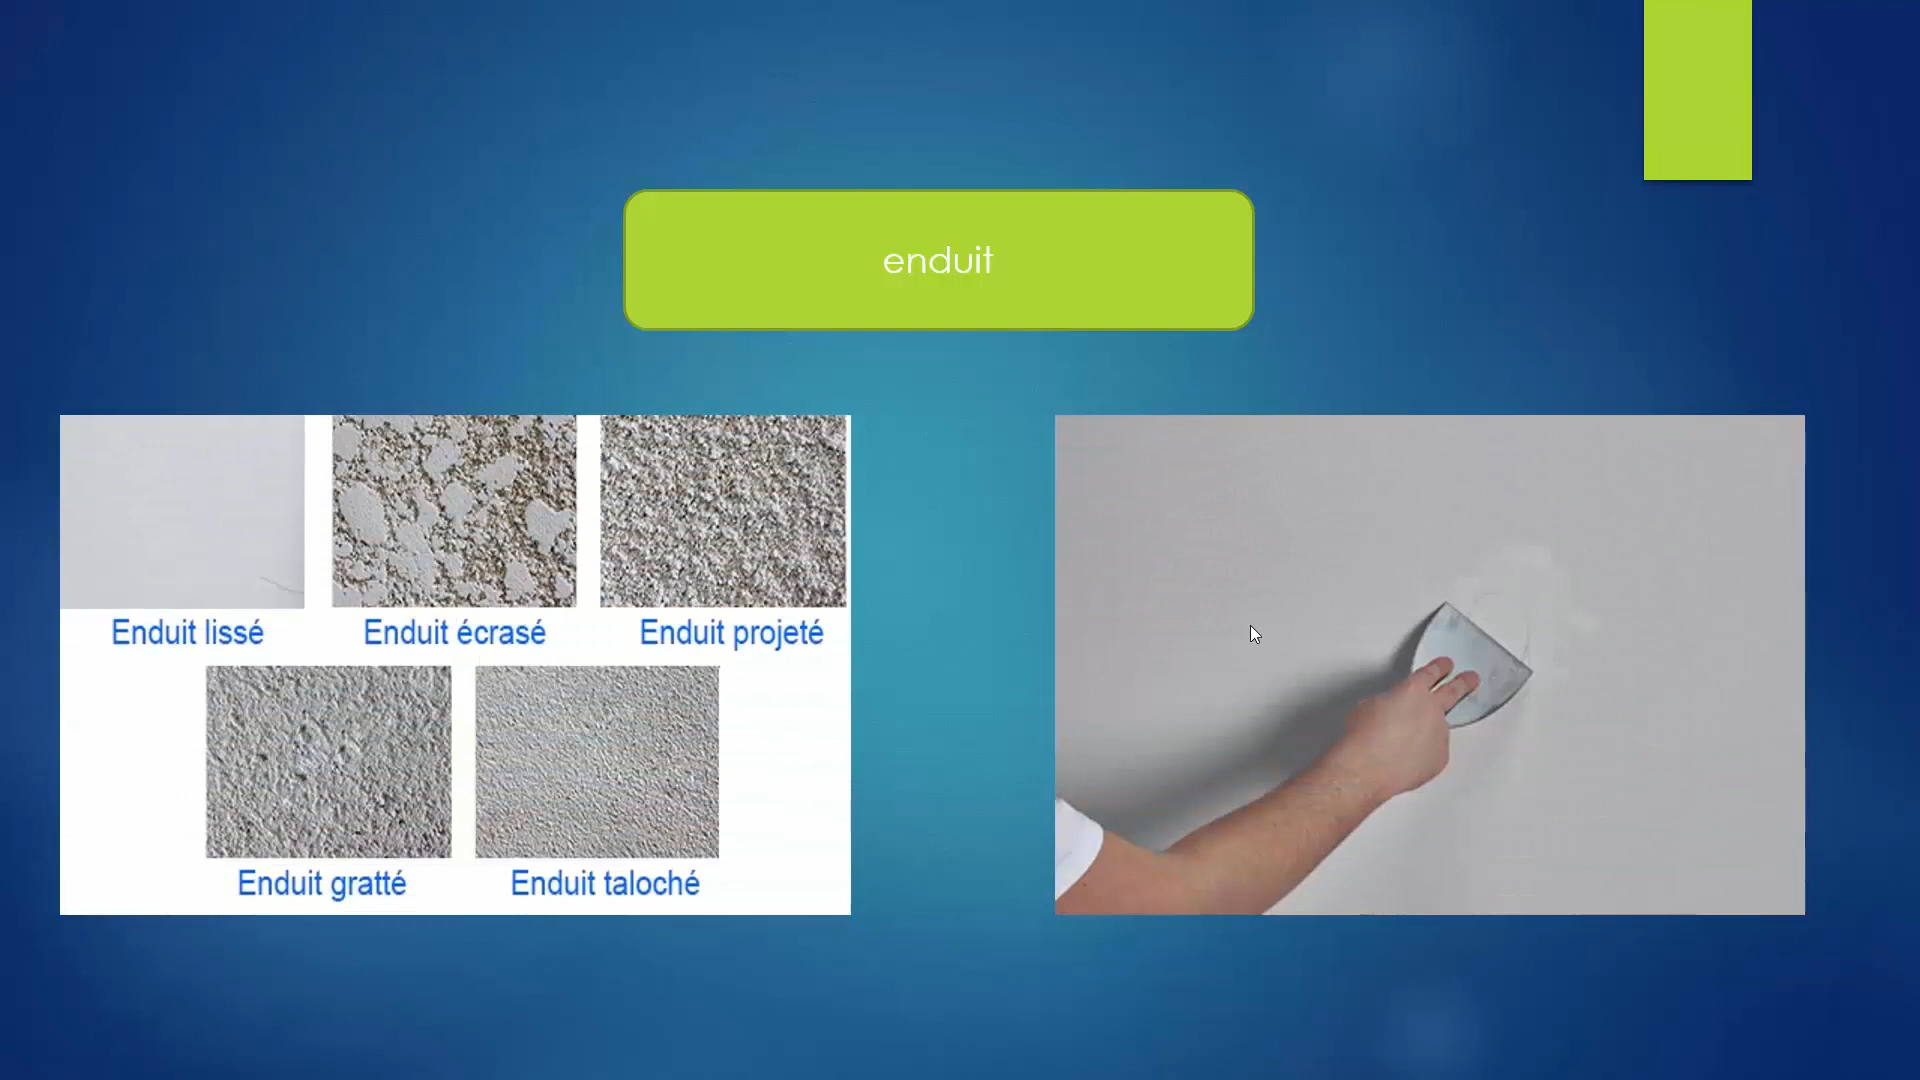 enduit
Enduit lissé
Enduit écrasé
Enduit projeté
Enduit gratté
Enduit taloché